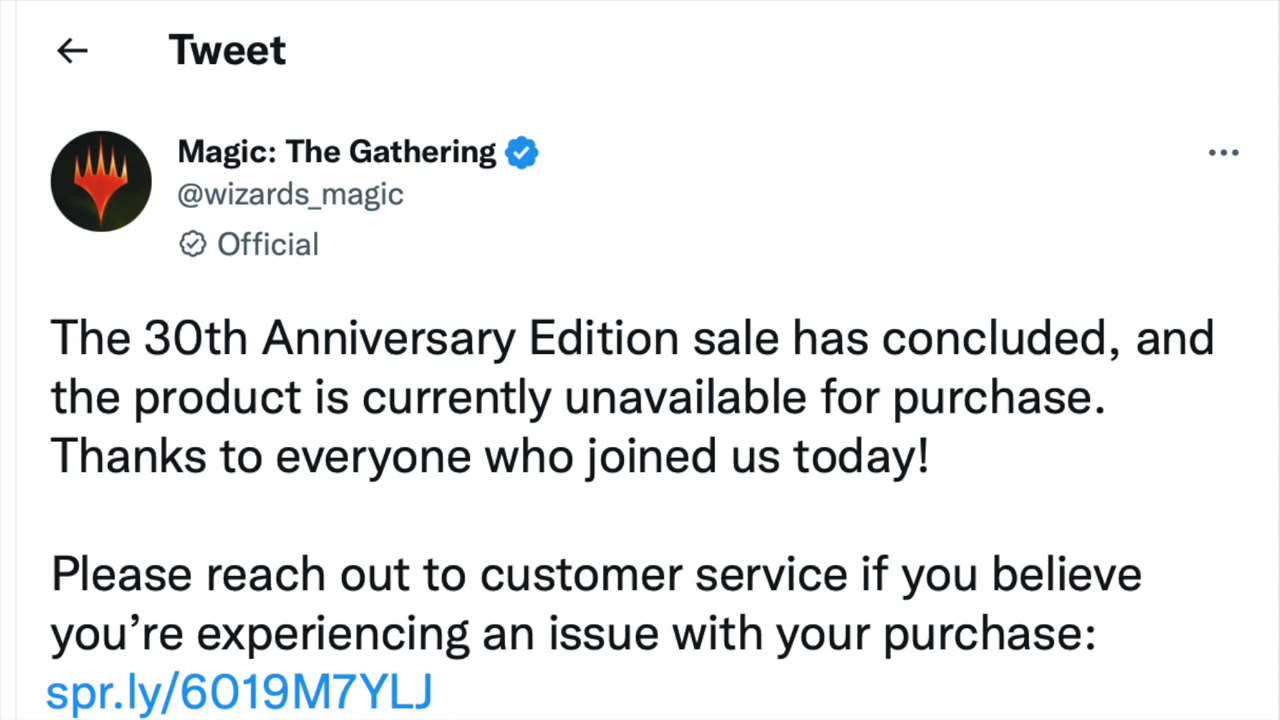 Tweet
Magic: The Gathering
@wizards_magic
Official
The 30th Anniversary Edition sale has concluded, and
the product is currently unavailable for purchase.
Thanks to everyone who joined us today!
Please reach out to customer service if you believe
you’re experiencing an issue with your purchase:
spr.ly/6019M7YLJ